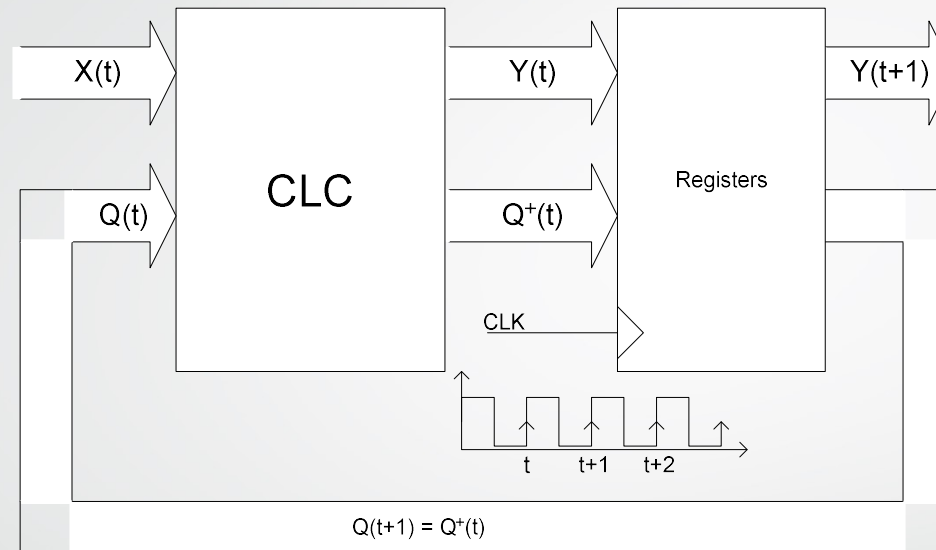 X(t)
Y(t)
Y(t+1)
CLC
Registers
Q(t)
Q⁺(t)
CLK
t
t+1
t+2
Q(t+1) = Q⁺(t)